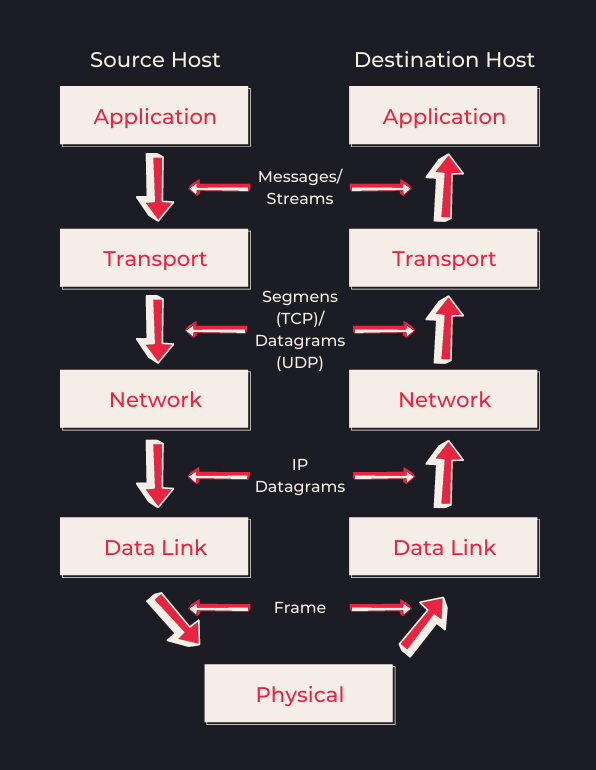 Source Host
Destination Host
Application
Application
Messages/
Streams
Transport
Transport
Segmens
(TCP)/
Datagrams
(UDP)
Network
Network
IP
Datagrams
Data Link
Data Link
Frame
Physical